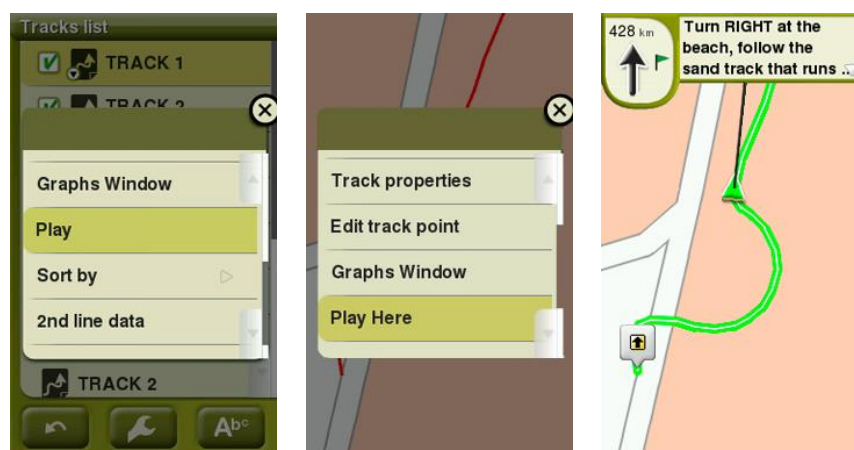 Tracks list
TRACK 1
TRACK 2
Graphs Window
Play
Sort by
2nd line data
TRACK 2
Abc
Track properties
Edit track point
Graphs Window
Play Here
428 km
Turn RIGHT at the
beach, follow the
sand track that runs ..